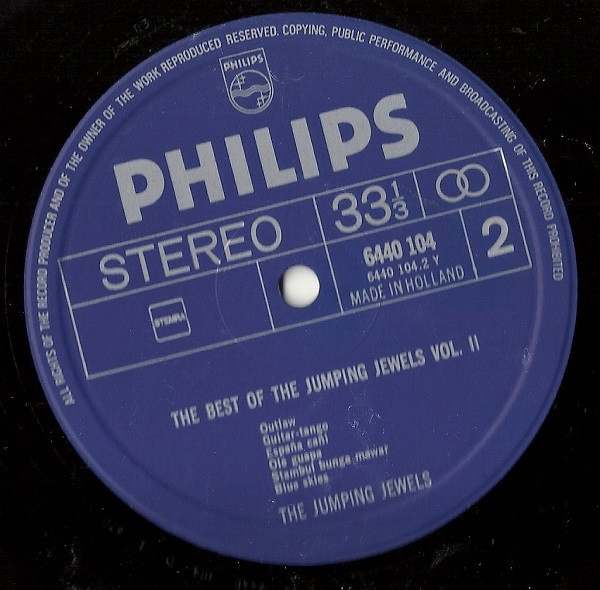 ALL RIGHTS OF THE RECORD PRODUCER AND OF THE OWNER OF THE WORK REPRODUCED RESERVED. COPYING, PUBLIC PERFORMANCE AND BROADCASTING OF THIS RECORD PROHIBITED
PHILIPS
PHILIPS
STEREO
33 1/3
STEMRA
6440 104
6440 104.2 Y
MADE IN HOLLAND
2
THE BEST OF THE JUMPING JEWELS VOL. II
Outlaw
Guitar-tango
España cañi
Olé guapa
Stambul bunga mawar
Blue skies
THE JUMPING JEWELS